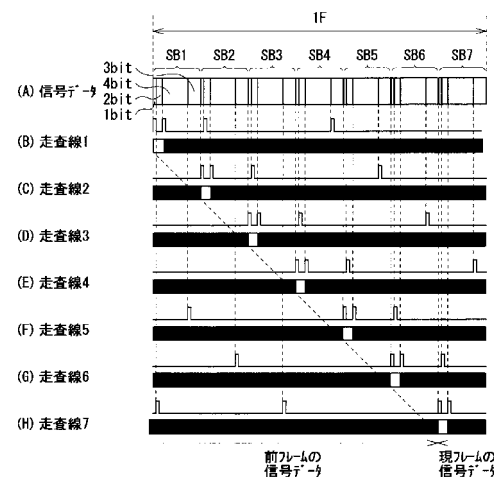 1F
SB1 SB2 SB3 SB4 SB5 SB6 SB7
3bit
4bit
(A) 信号データ
2bit
1bit
(B) 走査線1
(C) 走査線2
(D) 走査線3
(E) 走査線4
(F) 走査線5
(G) 走査線6
(H) 走査線7
前フレームの 現フレームの
信号データ 信号データ